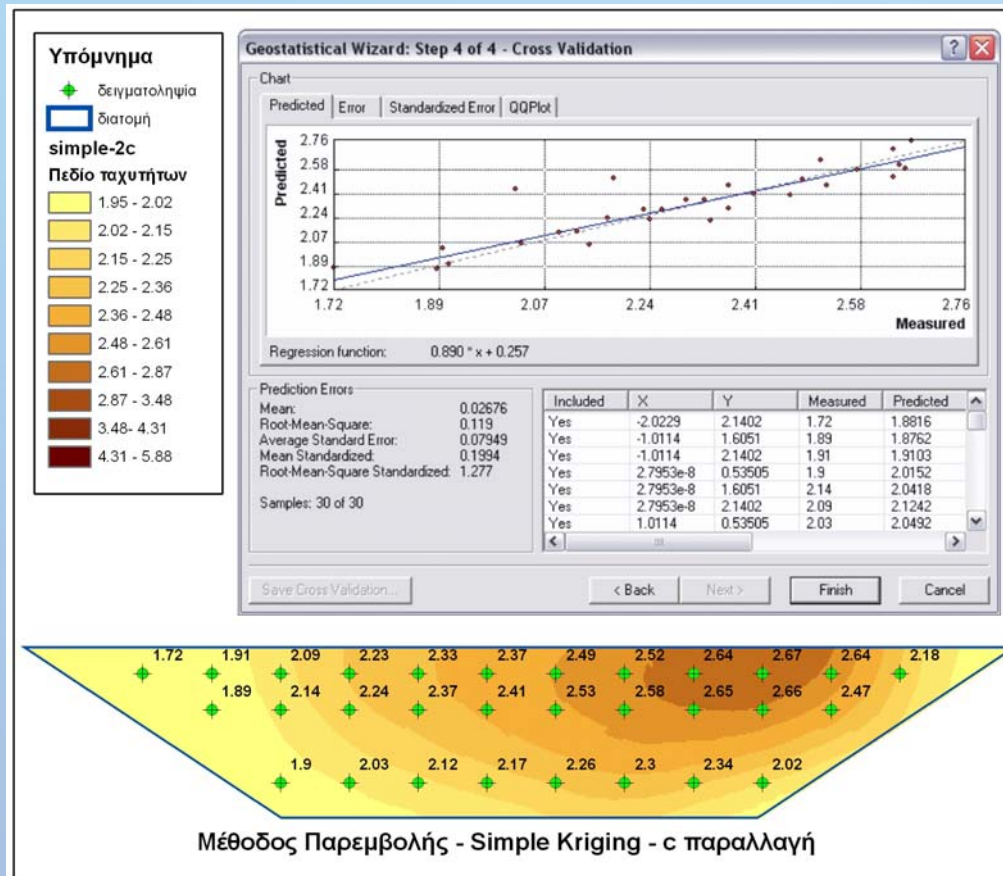 Υπόμνημα
δειγματοληψία
διατομή
simple-2c
Πεδίο ταχυτήτων
1.95 - 2.02
2.02 - 2.15
2.15 - 2.25
2.25 - 2.36
2.36 - 2.48
2.48 - 2.61
2.61 - 2.87
2.87 - 3.48
3.48- 4.31
4.31 - 5.88
Geostatistical Wizard: Step 4 of 4 - Cross Validation
Chart
Predicted Error Standardized Error QQPlot
Predicted
2.76
2.58
2.41
2.24
2.07
1.89
1.72
1.72 1.89 2.07 2.24 2.41 2.58 2.76
Measured
Regression function: 0.890 * x + 0.257
Prediction Errors
Mean: 0.02676
Root-Mean-Square: 0.119
Average Standard Error: 0.07949
Mean Standardized: 0.1994
Root-Mean-Square Standardized: 1.277
Samples: 30 of 30
Included X Y Measured Predicted
Yes -2.0229 2.1402 1.72 1.8816
Yes -1.0114 1.6051 1.89 1.8762
Yes -1.0114 2.1402 1.91 1.9103
Yes 2.7953e-8 0.53505 1.9 2.0152
Yes 2.7953e-8 1.6051 2.14 2.0418
Yes 2.7953e-8 2.1402 2.09 2.1242
Yes 1.0114 0.53505 2.03 2.0492
Save Cross Validation... < Back Next > Finish Cancel
1.72 1.91 2.09 2.23 2.33 2.37 2.49 2.52 2.64 2.67 2.64 2.18
1.89 2.14 2.24 2.37 2.41 2.53 2.58 2.65 2.66 2.47
1.9 2.03 2.12 2.17 2.26 2.3 2.34 2.02
Μέθοδος Παρεμβολής - Simple Kriging - c παραλλαγή